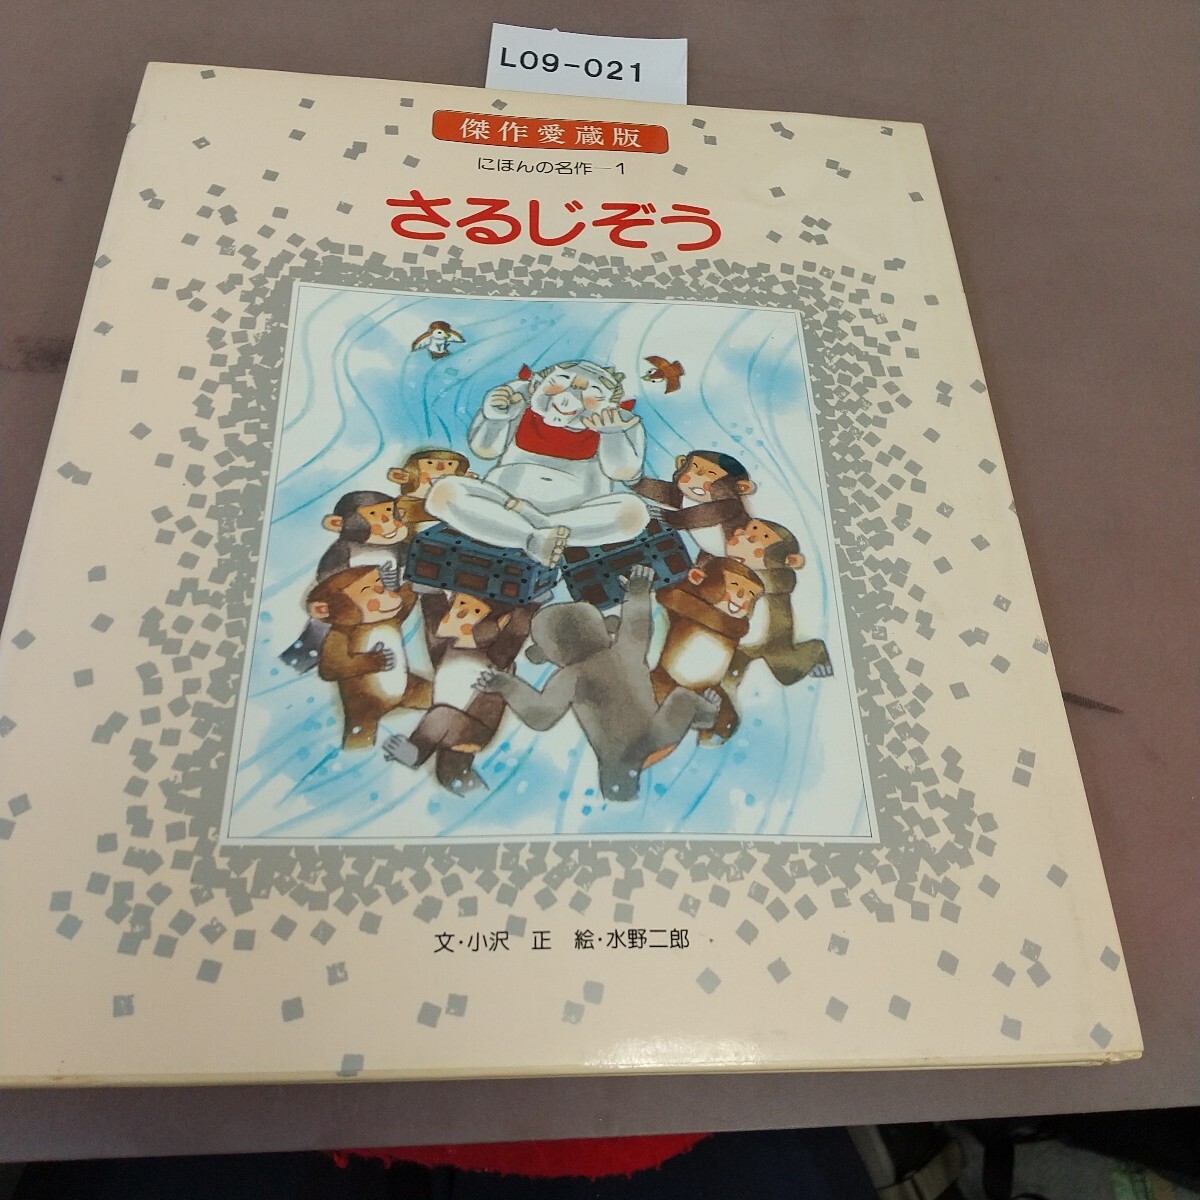 L09-021
傑作愛蔵版
にほんの名作―1
さるじぞう
文・小沢 正 絵・水野二郎